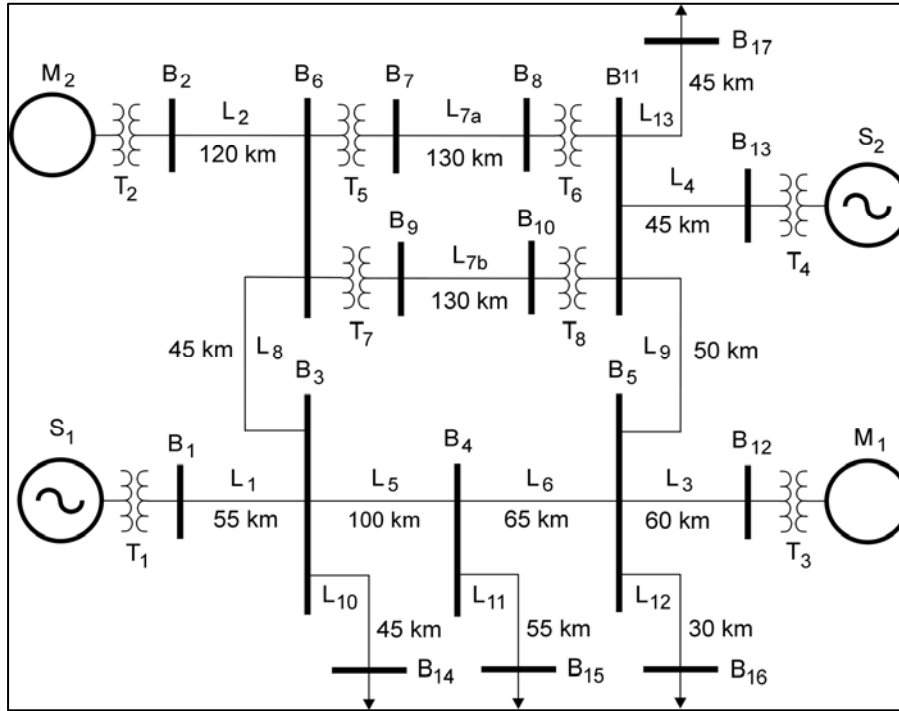 B17
M2 B2 B6 B7 B8 B11
45 km
L2 L7a L13 B13 S2
120 km 130 km L4
T2 T5 T6 45 km
B9 B10 T4
L7b
130 km
T7 T8
45 km L8 L9 50 km
B3 B5
S1 B1 B4 B12 M1
L1 L5 L6 L3
55 km 100 km 65 km 60 km
T1 T3
L10 L11 L12
45 km 55 km 30 km
B14 B15 B16